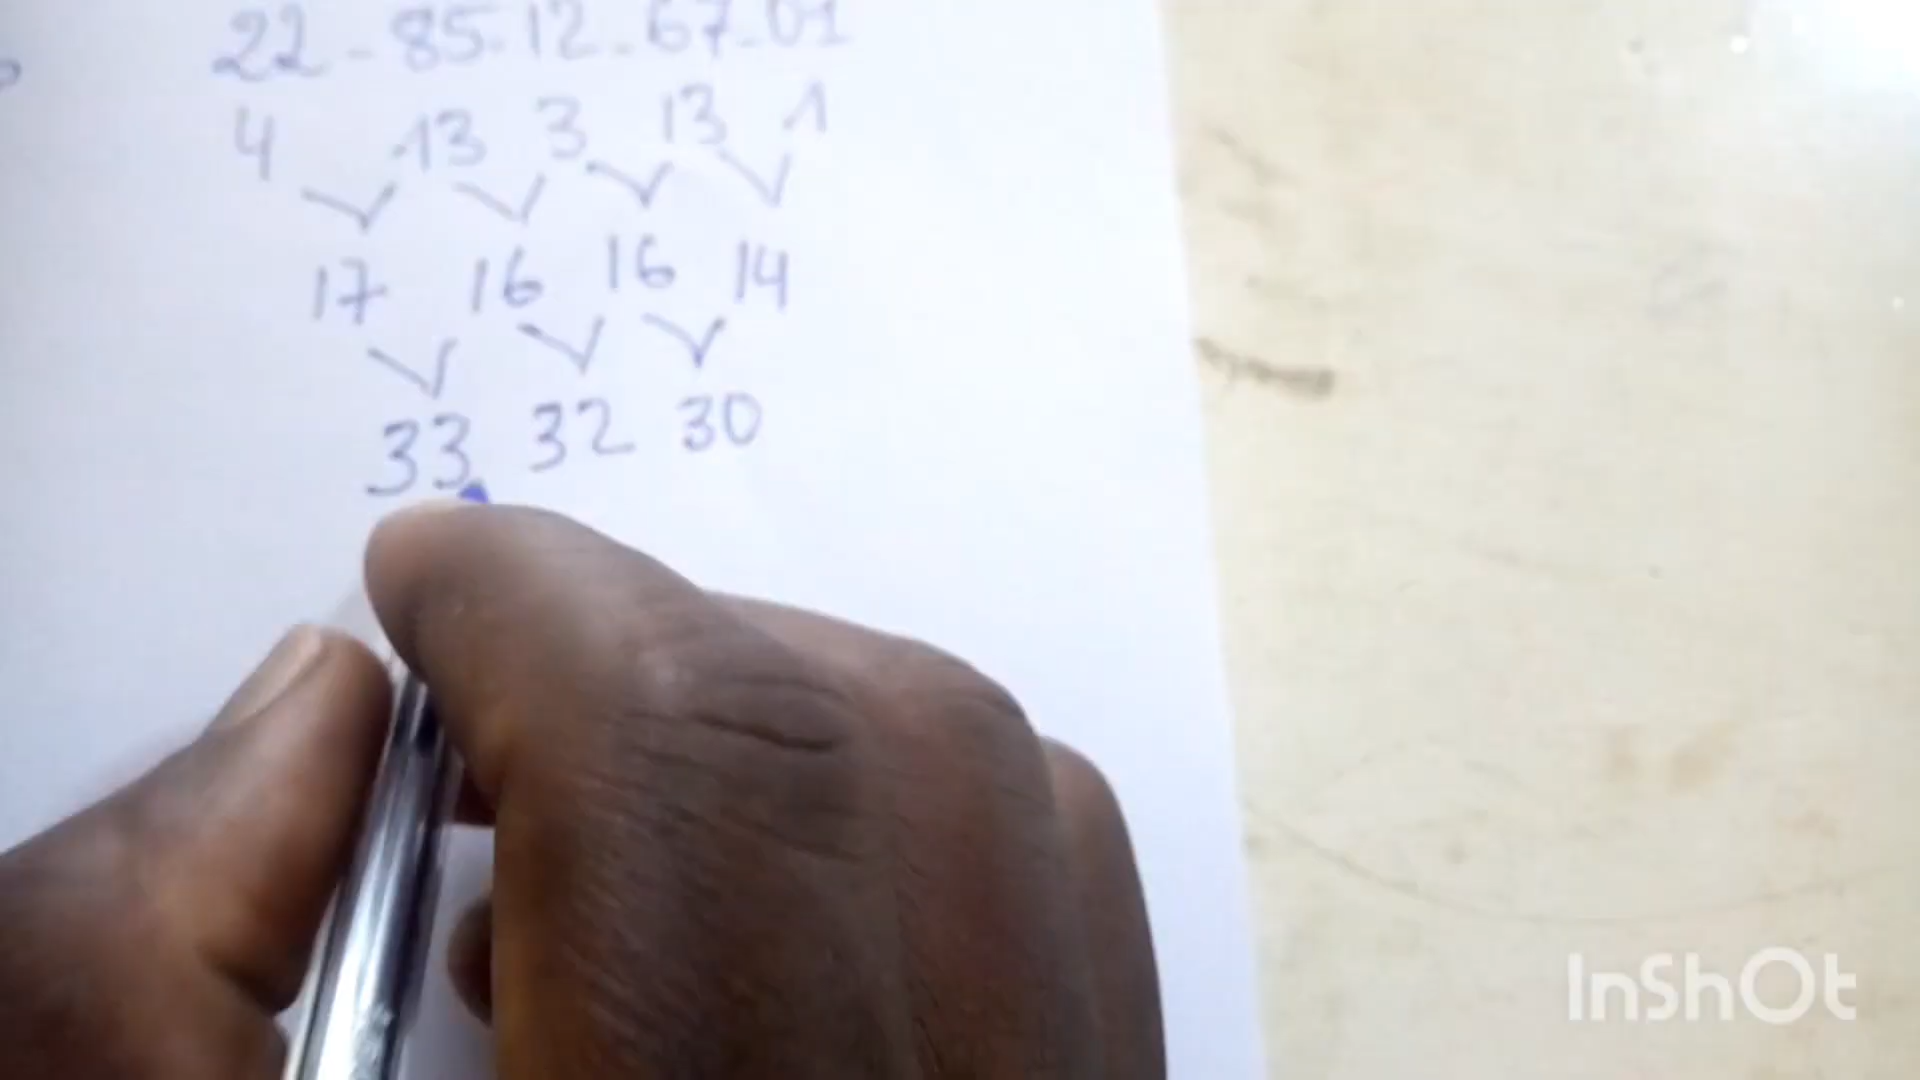 22-85-12-67-01
4 13 3 13 1
17 16 16 14
33 32 30
InShOt